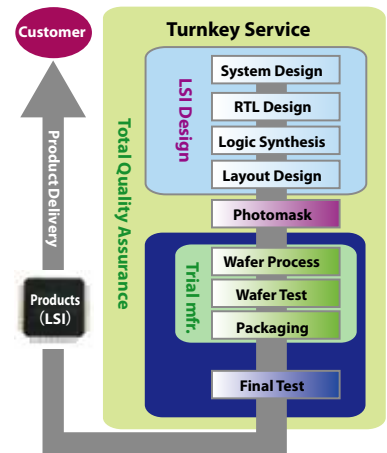 Customer
Turnkey Service
LSI Design
System Design
RTL Design
Logic Synthesis
Layout Design
Total Quality Assurance
Photomask
Trial mfr.
Wafer Process
Wafer Test
Packaging
Final Test
Product Delivery
Products
(LSI)